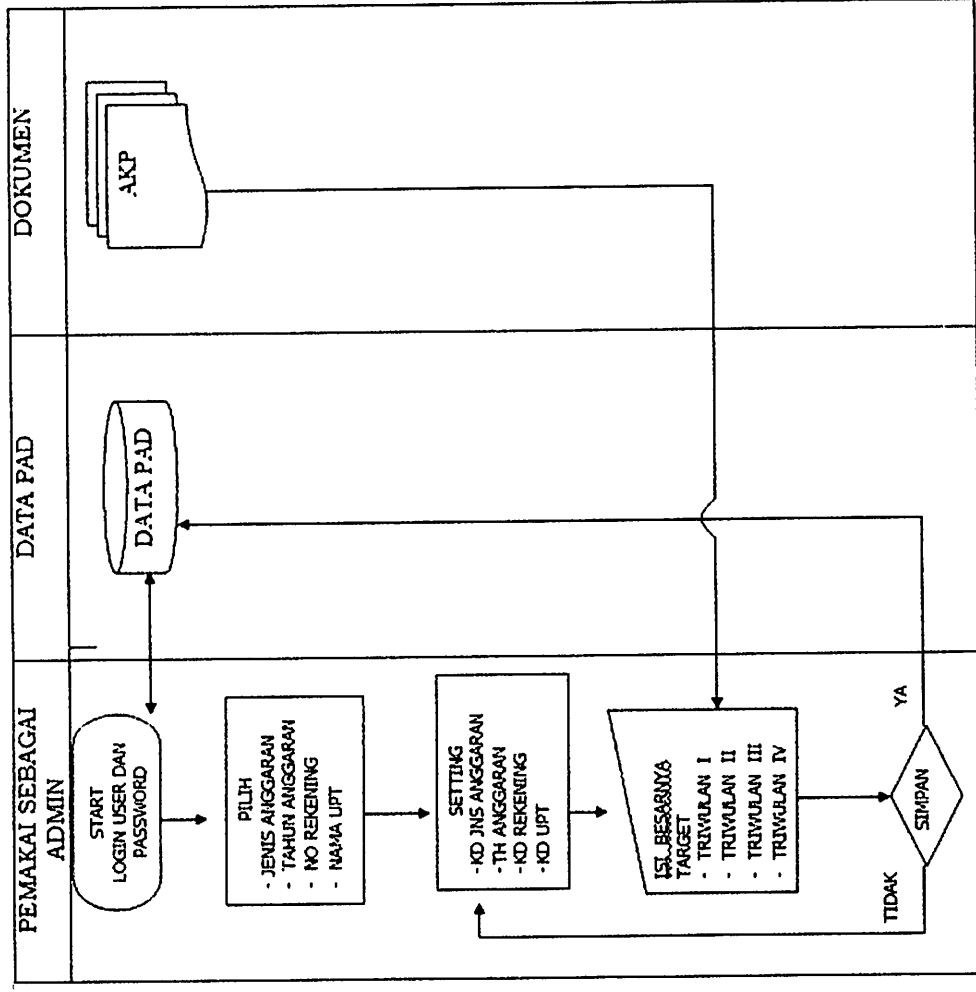 PEMAKAI SEBAGAI
ADMIN
DATA PAD
DOKUMEN
START
LOGIN USER DAN
PASSWORD
DATA PAD
AKP
PILIH
- JENIS ANGGARAN
- TAHUN ANGGARAN
- NO REKENING
- NAMA UPT
SETTING
- KD JNS ANGGARAN
- TH ANGGARAN
- KD REKENING
- KD UPT
ISI BESARNYA
TARGET
- TRIWULAN I
- TRIWULAN II
- TRIWULAN III
- TRIWULAN IV
TIDAK
SIMPAN
YA